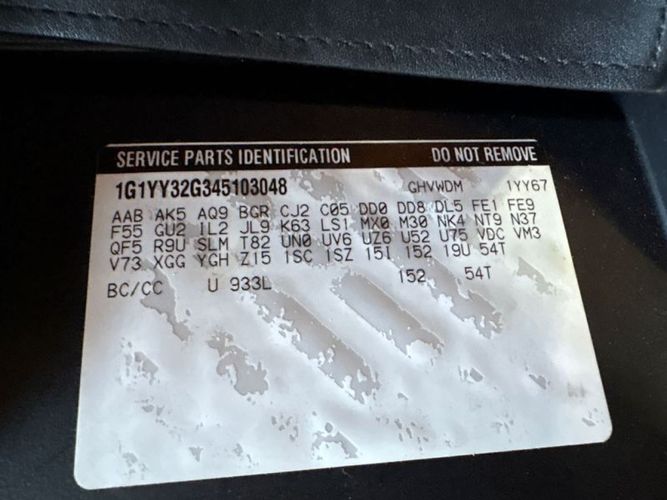 SERVICE PARTS IDENTIFICATION DO NOT REMOVE
1G1YY32G345103048 GHVWDM 1YY67
AAB AK5 AQ9 BGR CJ2 C05 DD0 DD8 DL5 FE1 FE9
F55 GU2 IL2 JL9 K63 LS1 MX0 M30 NK4 NT9 N37
QF5 R9U SLM T82 UN0 UV6 UZ6 U52 U75 VDC VM3
V73 XGG YGH Z15 1SC 1SZ 15I 152 19U 54T
BC/CC U 933L 152 54T